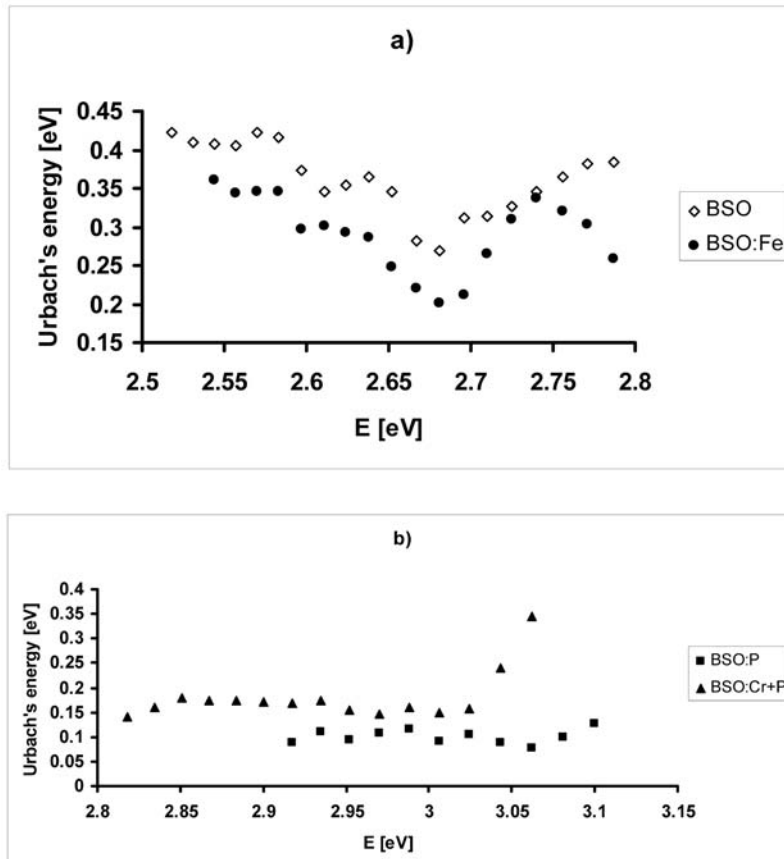 a)
Urbach's energy [eV]
0.45
0.4
0.35
0.3
0.25
0.2
0.15
2.5 2.55 2.6 2.65 2.7 2.75 2.8
E [eV]
BSO
BSO:Fe
b)
Urbach's energy [eV]
0.4
0.35
0.3
0.25
0.2
0.15
0.1
0.05
0
2.8 2.85 2.9 2.95 3 3.05 3.1 3.15
E [eV]
BSO:P
BSO:Cr+P